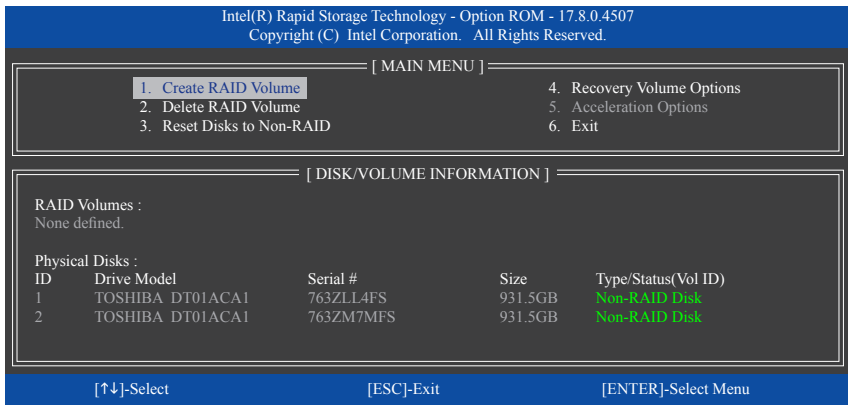 Intel(R) Rapid Storage Technology - Option ROM - 17.8.0.4507
Copyright (C) Intel Corporation. All Rights Reserved.
[ MAIN MENU ]
1. Create RAID Volume
2. Delete RAID Volume
3. Reset Disks to Non-RAID
4. Recovery Volume Options
5. Acceleration Options
6. Exit
[ DISK/VOLUME INFORMATION ]
RAID Volumes :
None defined.
Physical Disks :
ID Drive Model Serial # Size Type/Status(Vol ID)
1 TOSHIBA DT01ACA1 763ZLL4FS 931.5GB Non-RAID Disk
2 TOSHIBA DT01ACA1 763ZM7MFS 931.5GB Non-RAID Disk
[↑↓]-Select [ESC]-Exit [ENTER]-Select Menu